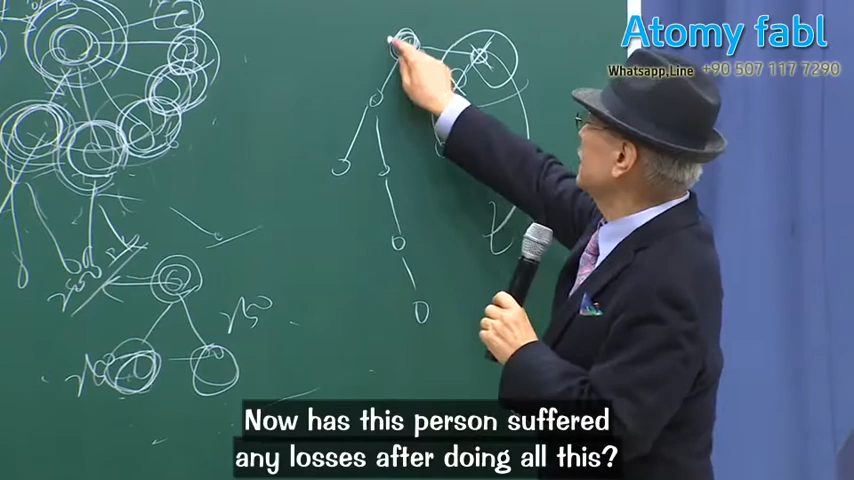 Atomy fabl
Whatsapp,Line +90 507 117 7290
Now has this person suffered
any losses after doing all this?